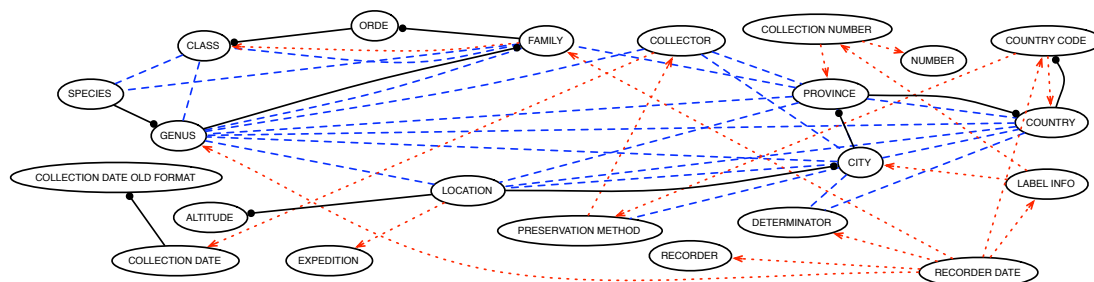 ORDE
COLLECTION NUMBER
COUNTRY CODE
CLASS
FAMILY
COLLECTOR
NUMBER
SPECIES
PROVINCE
GENUS
COUNTRY
CITY
COLLECTION DATE OLD FORMAT
LOCATION
LABEL INFO
ALTITUDE
PRESERVATION METHOD
DETERMINATOR
COLLECTION DATE
EXPEDITION
RECORDER
RECORDER DATE